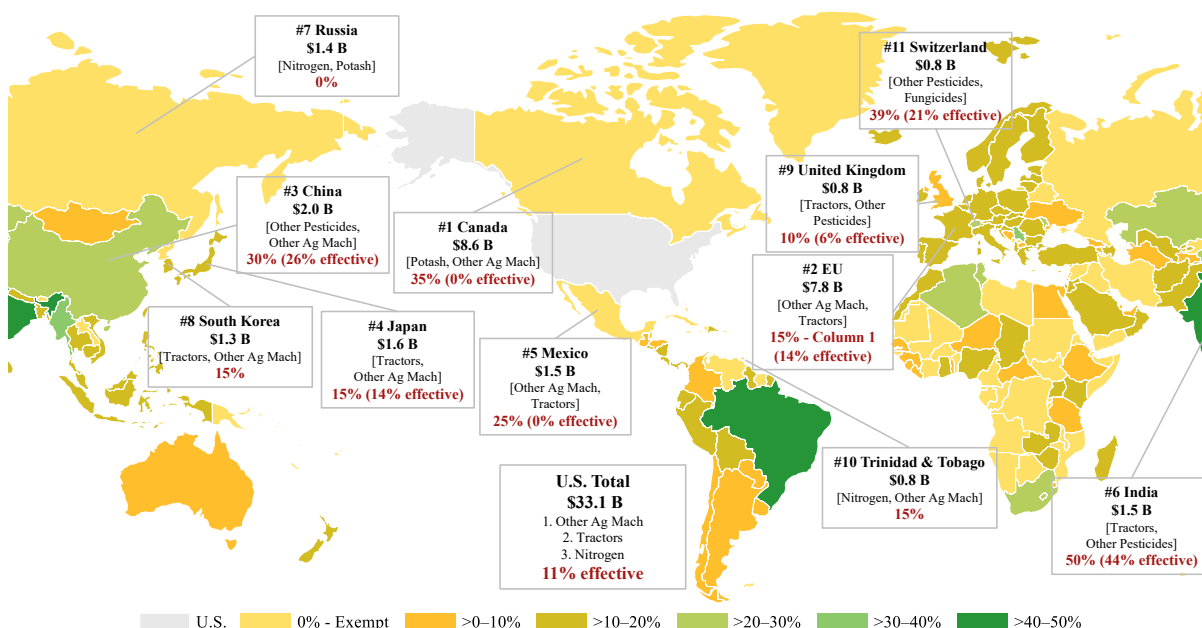 #7 Russia
$1.4 B
[Nitrogen, Potash]
0%
#11 Switzerland
$0.8 B
[Other Pesticides,
Fungicides]
39% (21% effective)
#3 China
$2.0 B
[Other Pesticides,
Other Ag Mach]
30% (26% effective)
#1 Canada
$8.6 B
[Potash, Other Ag Mach]
35% (0% effective)
#9 United Kingdom
$0.8 B
[Tractors, Other
Pesticides]
10% (6% effective)
#2 EU
$7.8 B
[Other Ag Mach,
Tractors]
15% - Column 1
(14% effective)
#8 South Korea
$1.3 B
[Tractors, Other Ag Mach]
15%
#4 Japan
$1.6 B
[Tractors,
Other Ag Mach]
15% (14% effective)
#5 Mexico
$1.5 B
[Other Ag Mach,
Tractors]
25% (0% effective)
#10 Trinidad & Tobago
$0.8 B
[Nitrogen, Other Ag Mach]
15%
#6 India
$1.5 B
[Tractors,
Other Pesticides]
50% (44% effective)
U.S. Total
$33.1 B
1. Other Ag Mach
2. Tractors
3. Nitrogen
11% effective
U.S. 0% - Exempt >0–10% >10–20% >20–30% >30–40% >40–50%